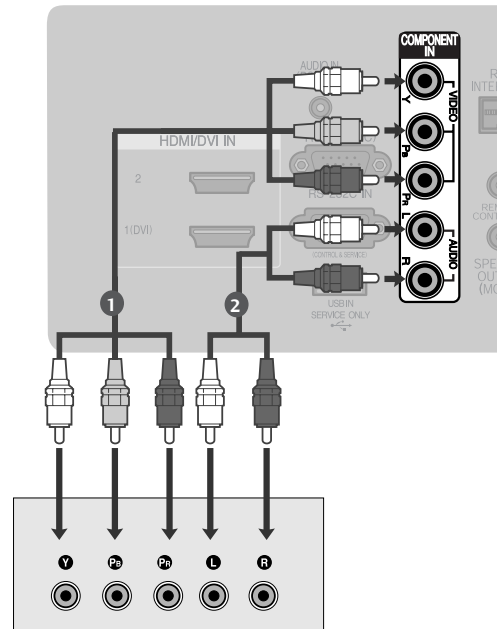 COMPONENT
IN
AUDIO IN
Y
VIDEO
PB
HDMI/DVI IN
2
PR
RS-232C IN
L
1(DVI)
AUDIO
(CONTROL & SERVICE)
R
USB IN
SERVICE ONLY
1
2
Y
PB
PR
L
R